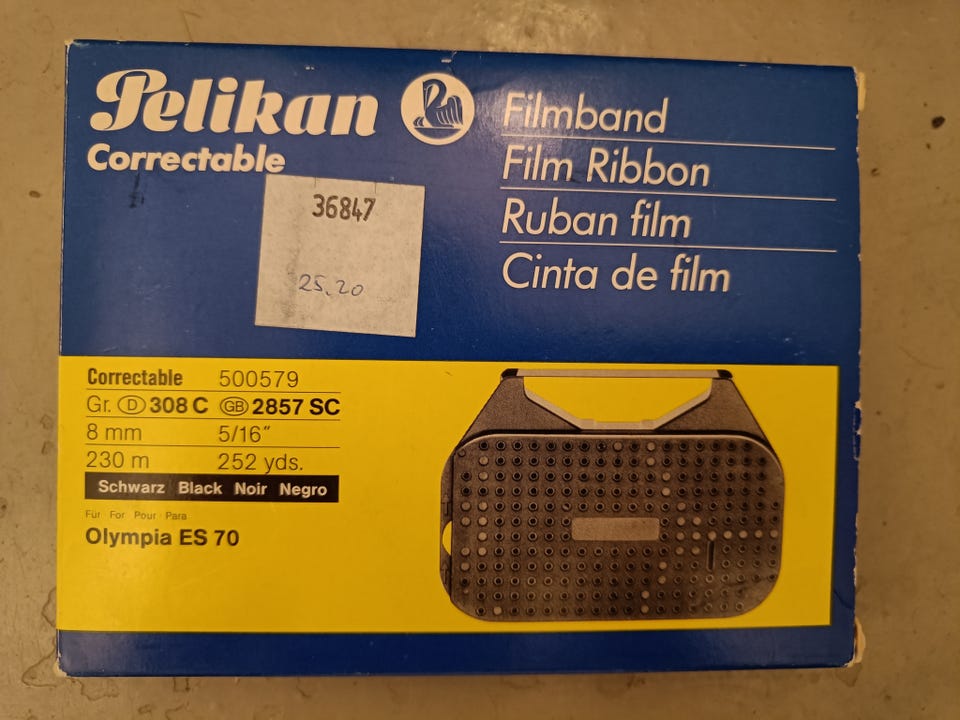 Pelikan
Correctable
Filmband
Film Ribbon
Ruban film
Cinta de film
36847
25,20
Correctable 500579
Gr. D 308 C GB 2857 SC
8 mm 5/16"
230 m 252 yds.
Schwarz Black Noir Negro
Für For Pour Para
Olympia ES 70